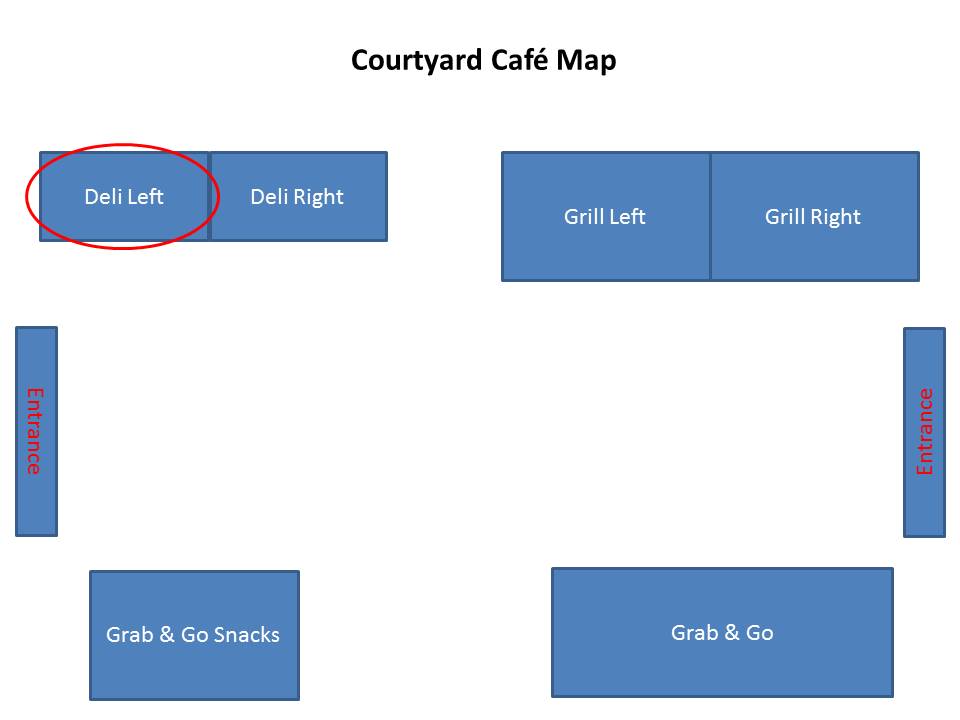 Courtyard Café Map
Deli Left
Deli Right
Grill Left
Grill Right
Entrance
Entrance
Grab & Go Snacks
Grab & Go